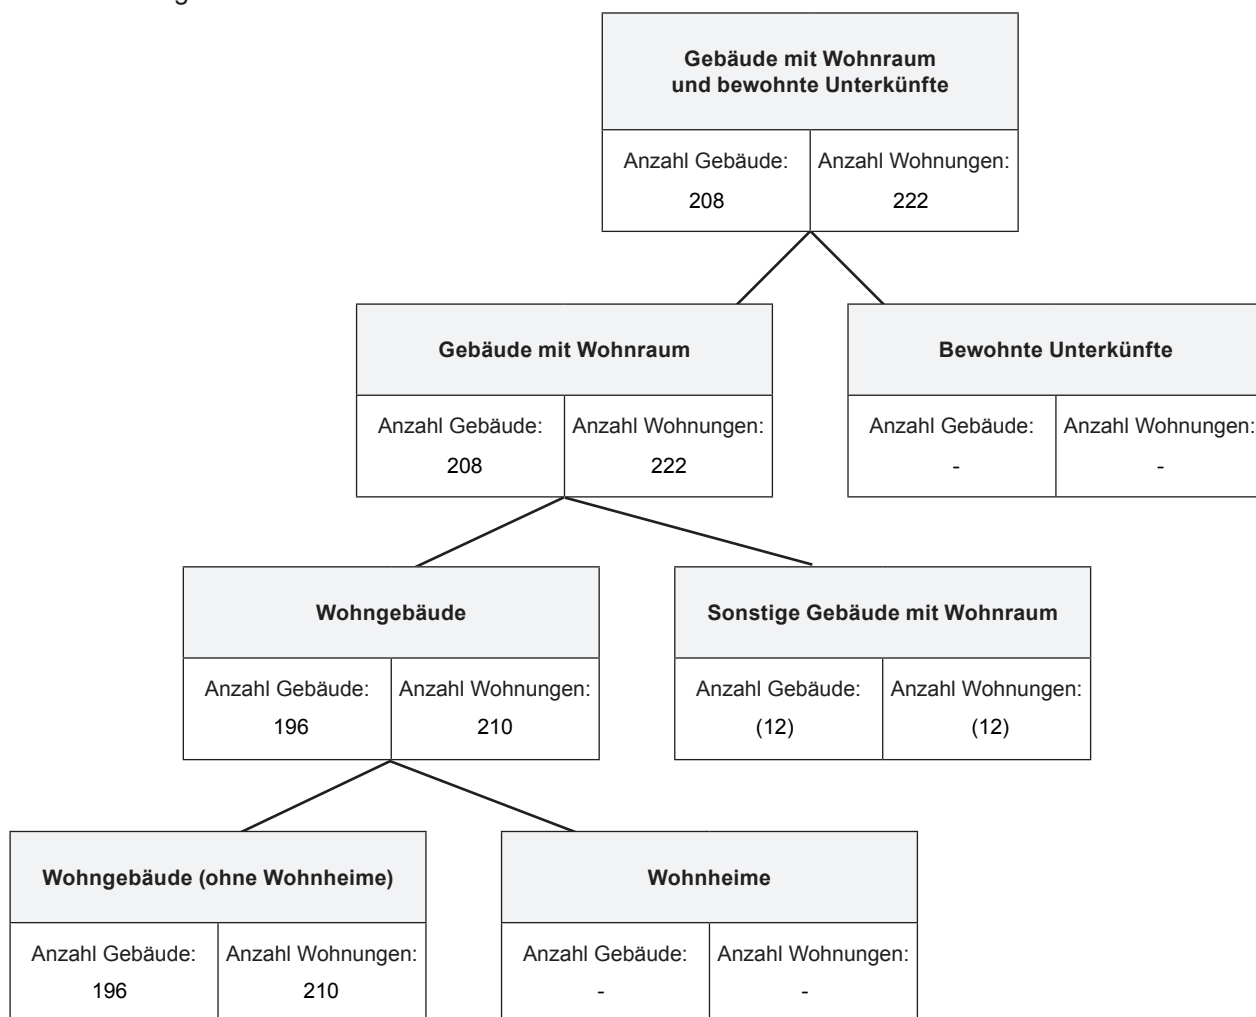 Gebäude mit Wohnraum
und bewohnte Unterkünfte
Anzahl Gebäude: Anzahl Wohnungen:
208 222
Gebäude mit Wohnraum
Bewohnte Unterkünfte
Anzahl Gebäude: Anzahl Wohnungen:
208 222
Anzahl Gebäude: Anzahl Wohnungen:
- -
Wohngebäude
Sonstige Gebäude mit Wohnraum
Anzahl Gebäude: Anzahl Wohnungen:
196 210
Anzahl Gebäude: Anzahl Wohnungen:
(12) (12)
Wohngebäude (ohne Wohnheime)
Wohnheime
Anzahl Gebäude: Anzahl Wohnungen:
196 210
Anzahl Gebäude: Anzahl Wohnungen:
- -